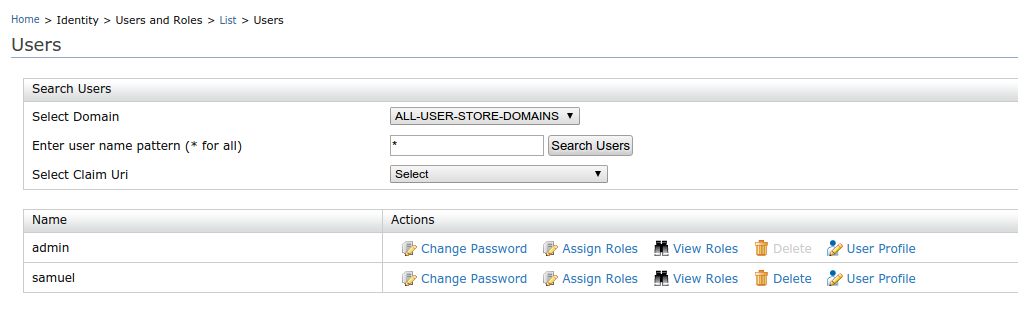 Home > Identity > Users and Roles > List > Users
Users
Search Users
Select Domain ALL-USER-STORE-DOMAINS
Enter user name pattern (* for all) * Search Users
Select Claim Uri Select
Name Actions
admin Change Password Assign Roles View Roles Delete User Profile
samuel Change Password Assign Roles View Roles Delete User Profile